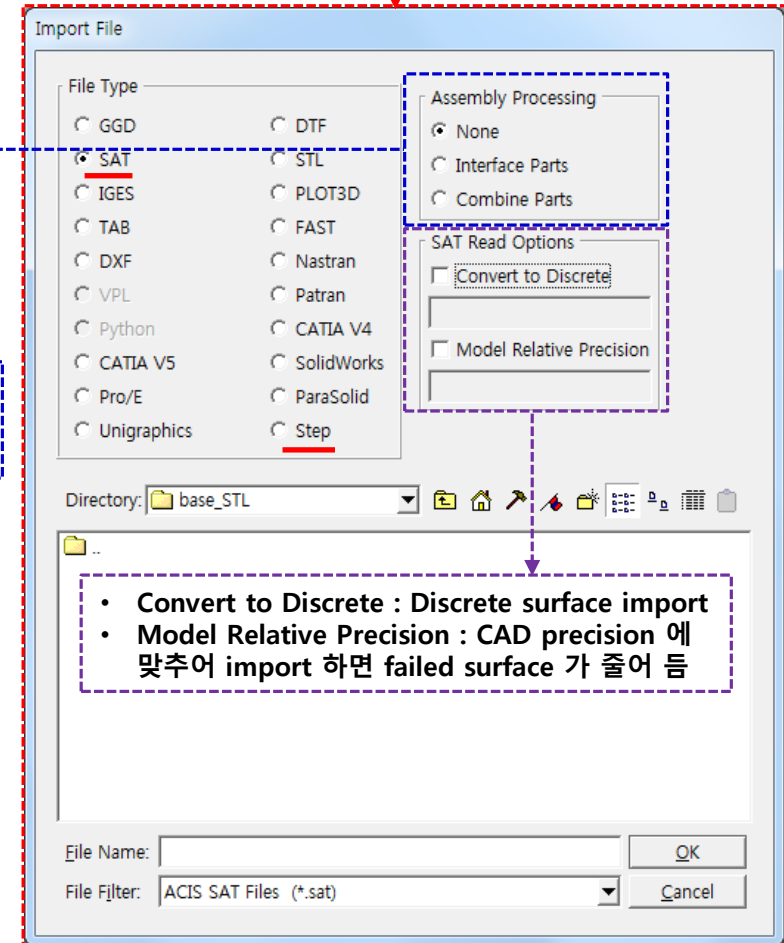 Import File
File Type
GGD
DTF
SAT
STL
IGES
PLOT3D
TAB
FAST
DXF
Nastran
VPL
Patran
Python
CATIA V4
CATIA V5
SolidWorks
Pro/E
ParaSolid
Unigraphics
Step
Assembly Processing
None
Interface Parts
Combine Parts
SAT Read Options
Convert to Discrete
Model Relative Precision
Directory: base_STL
..
• Convert to Discrete : Discrete surface import
• Model Relative Precision : CAD precision 에
맞추어 import 하면 failed surface 가 줄어 듬
File Name:
OK
File Filter: ACIS SAT Files (*.sat)
Cancel